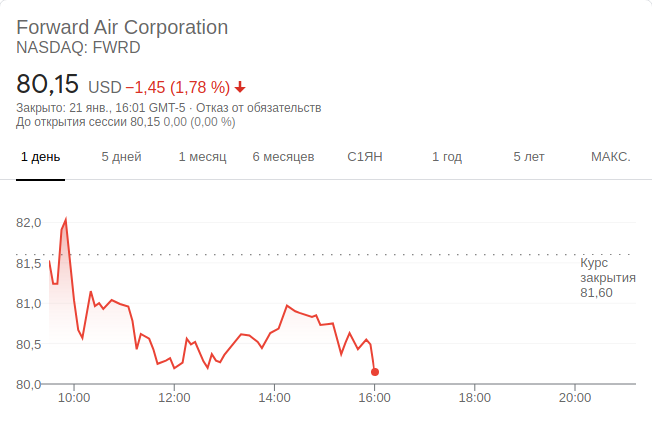 Forward Air Corporation
NASDAQ: FWRD
80,15 USD −1,45 (1,78 %)
Закрыто: 21 янв., 16:01 GMT-5 · Отказ от обязательств
До открытия сессии 80,15 0,00 (0,00 %)
1 день 5 дней 1 месяц 6 месяцев С1ЯН 1 год 5 лет МАКС.
82,0
81,5
Курс
закрытия
81,60
81,0
80,5
80,0
10:00 12:00 14:00 16:00 18:00 20:00